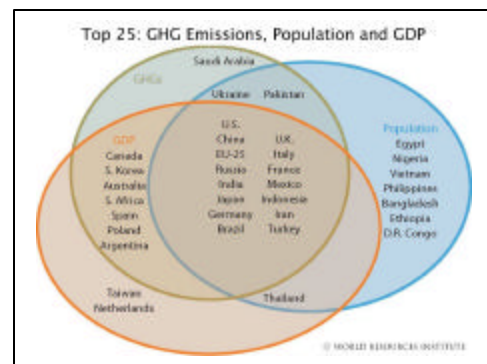 Top 25: GHG Emissions, Population and GDP
Saudi Arabia
GHGs
Ukraine Pakistan
U.S.
China U.K.
EU-25 Italy
Russia France
India Mexico
Japan Indonesia
Germany Iran
Brazil Turkey
GDP
Canada
S. Korea
Australia
S. Africa
Spain
Poland
Argentina
Population
Egypt
Nigeria
Vietnam
Philippines
Bangladesh
Ethiopia
D.R. Congo
Taiwan
Netherlands
Thailand
© WORLD RESOURCES INSTITUTE